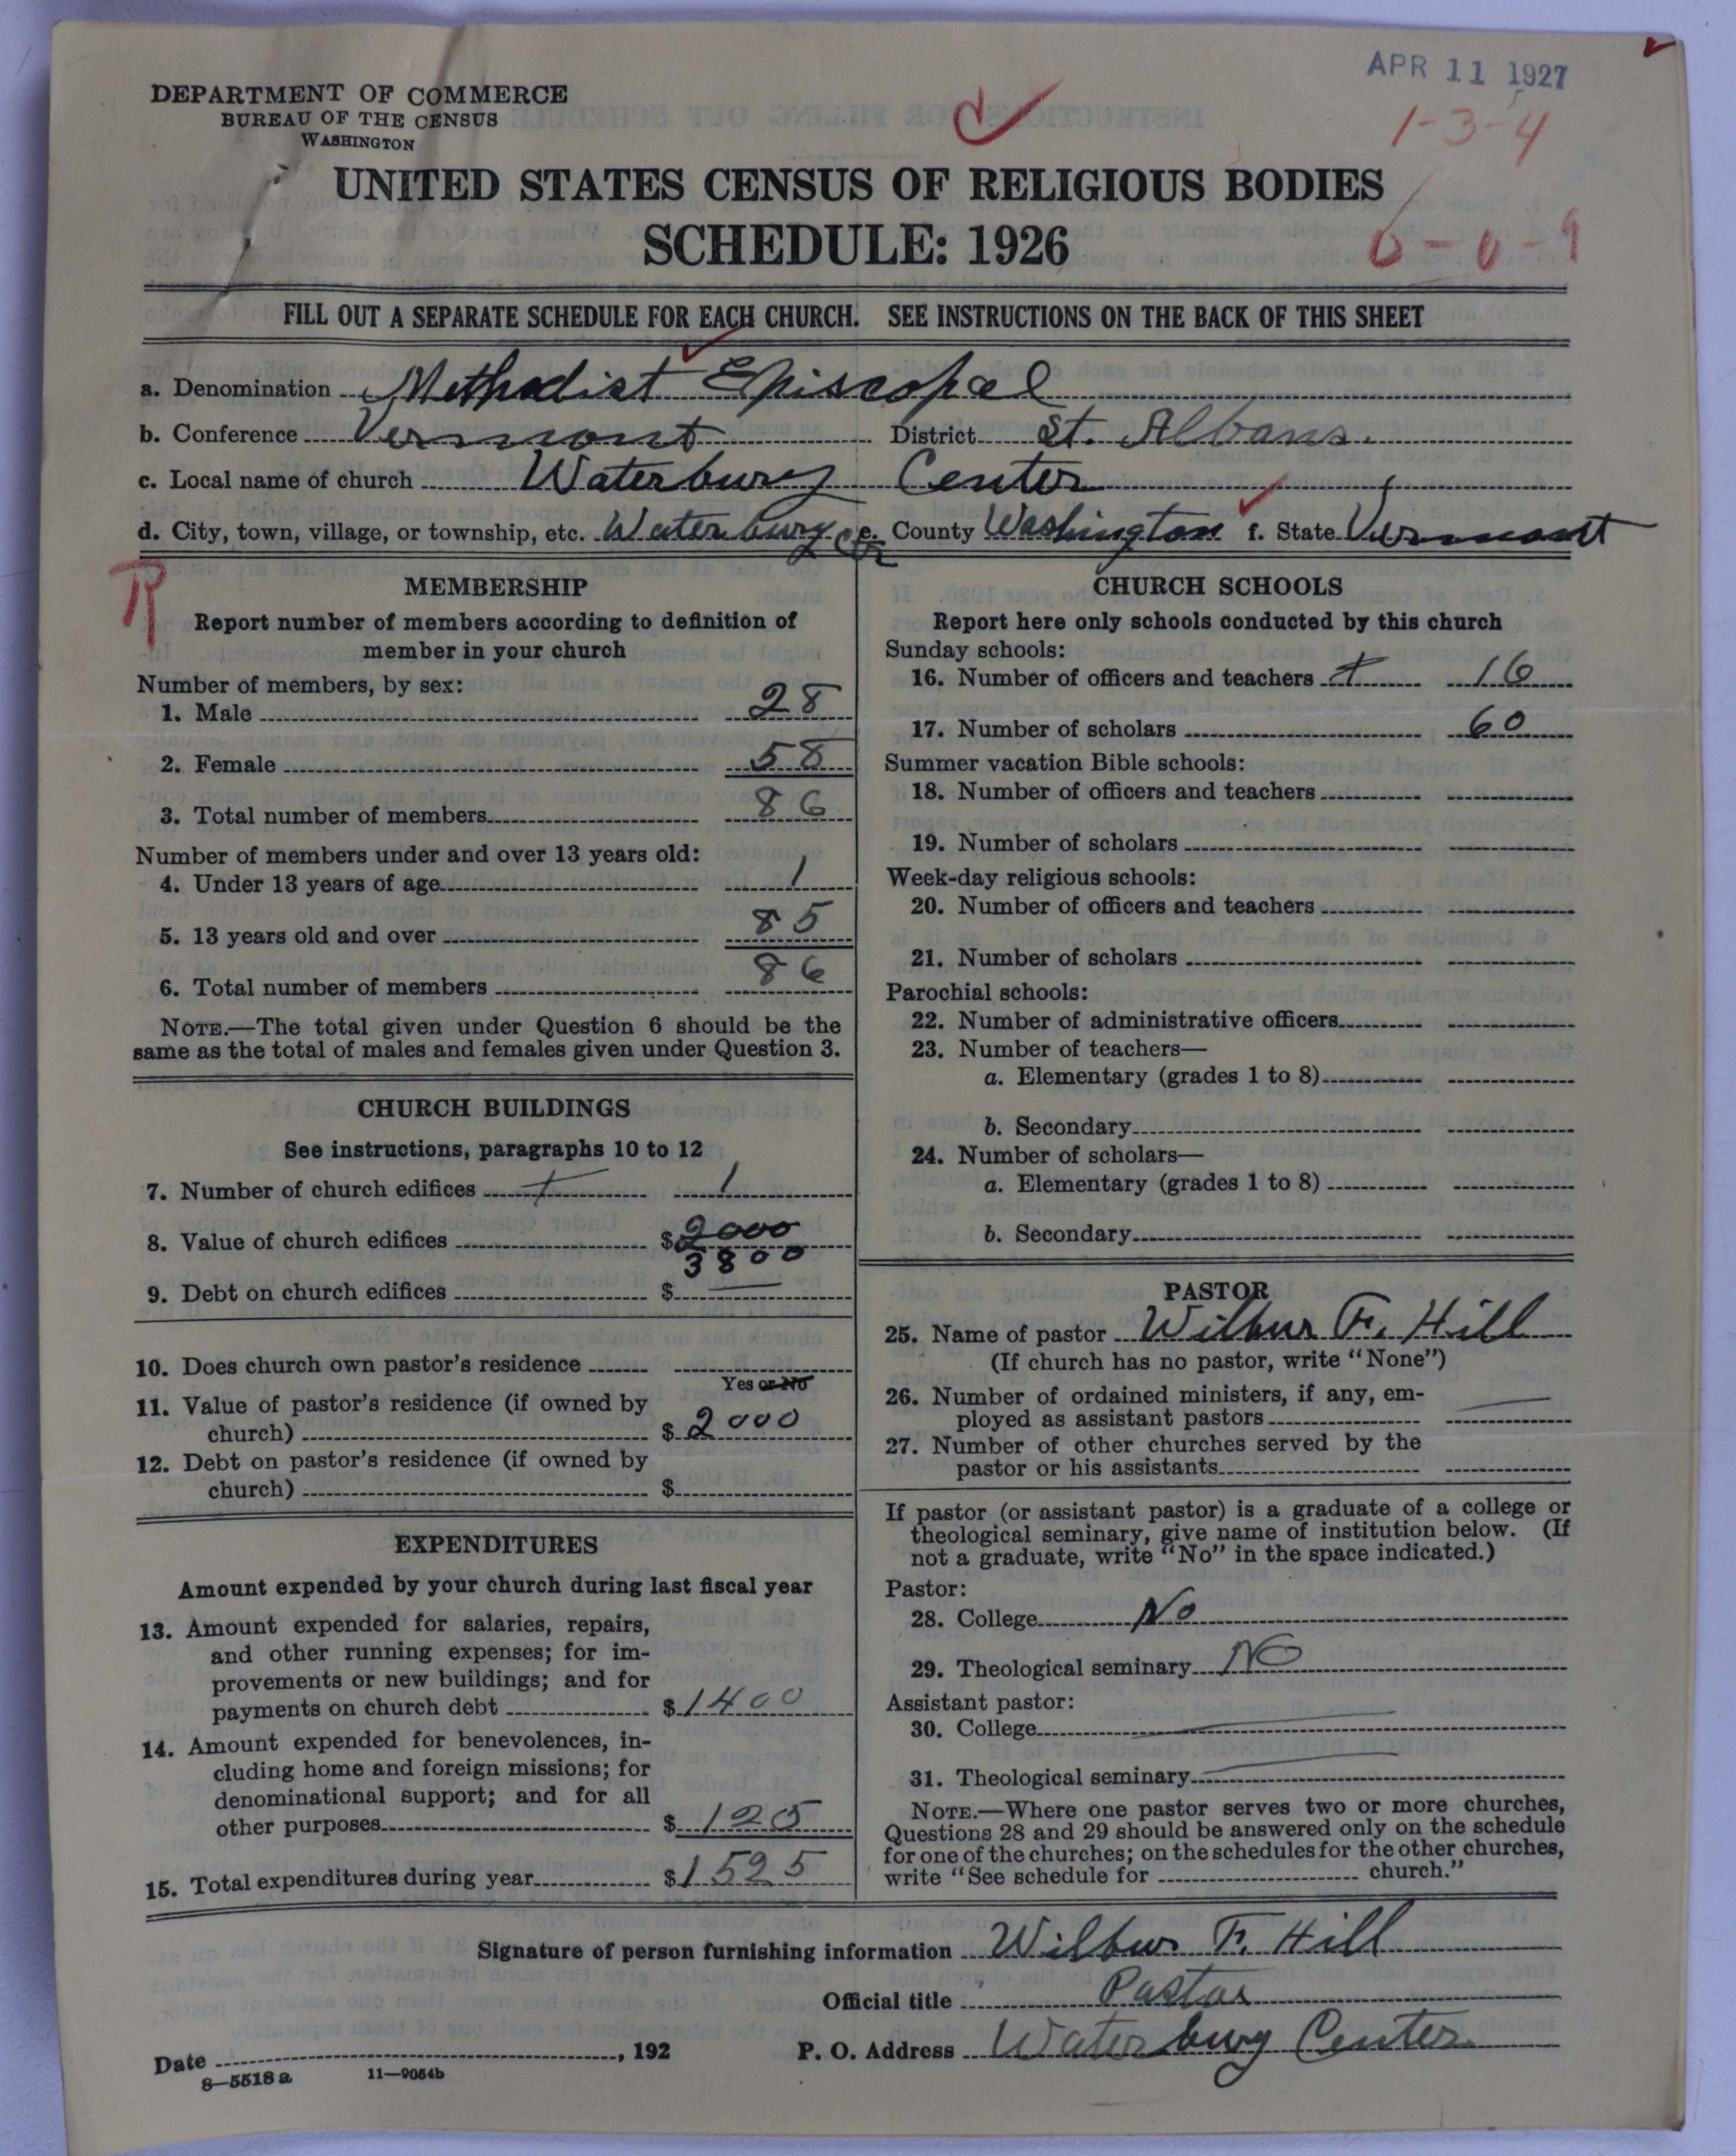 APR 11 1927
DEPARTMENT OF COMMERCE
BUREAU OF THE CENSUS
WASHINGTON
1-3-4
UNITED STATES CENSUS OF RELIGIOUS BODIES
SCHEDULE: 1926
6-0-9
FILL OUT A SEPARATE SCHEDULE FOR EACH CHURCH. SEE INSTRUCTIONS ON THE BACK OF THIS SHEET
a. Denomination Methodist Episcopal
b. Conference Vermont District St. Albans.
c. Local name of church Waterbury Center
d. City, town, village, or township, etc. Waterbury Ctr e. County Washington f. State Vermont
R
MEMBERSHIP
Report number of members according to definition of
member in your church
Number of members, by sex:
1. Male 28
2. Female 58
3. Total number of members 86
Number of members under and over 13 years old:
4. Under 13 years of age 1
5. 13 years old and over 85
6. Total number of members 86
NOTE.—The total given under Question 6 should be the
same as the total of males and females given under Question 3.
CHURCH BUILDINGS
See instructions, paragraphs 10 to 12
7. Number of church edifices + 1
8. Value of church edifices $ 2000
3800
9. Debt on church edifices $ —
10. Does church own pastor's residence
Yes or No
11. Value of pastor's residence (if owned by
church) $ 2000
12. Debt on pastor's residence (if owned by
church) $
EXPENDITURES
Amount expended by your church during last fiscal year
13. Amount expended for salaries, repairs,
and other running expenses; for im-
provements or new buildings; and for
payments on church debt $ 1400
14. Amount expended for benevolences, in-
cluding home and foreign missions; for
denominational support; and for all
other purposes $ 125
15. Total expenditures during year $ 1525
CHURCH SCHOOLS
Report here only schools conducted by this church
Sunday schools:
16. Number of officers and teachers + 16
17. Number of scholars 60
Summer vacation Bible schools:
18. Number of officers and teachers
19. Number of scholars
Week-day religious schools:
20. Number of officers and teachers
21. Number of scholars
Parochial schools:
22. Number of administrative officers
23. Number of teachers—
a. Elementary (grades 1 to 8)
b. Secondary
24. Number of scholars—
a. Elementary (grades 1 to 8)
b. Secondary
PASTOR
25. Name of pastor Wilbur F. Hill
(If church has no pastor, write "None")
26. Number of ordained ministers, if any, em-
ployed as assistant pastors —
27. Number of other churches served by the
pastor or his assistants
If pastor (or assistant pastor) is a graduate of a college or
theological seminary, give name of institution below. (If
not a graduate, write "No" in the space indicated.)
Pastor:
28. College No
29. Theological seminary No
Assistant pastor:
30. College —
31. Theological seminary —
NOTE.—Where one pastor serves two or more churches,
Questions 28 and 29 should be answered only on the schedule
for one of the churches; on the schedules for the other churches,
write "See schedule for church."
Signature of person furnishing information Wilbur F. Hill
Official title Pastor
Date , 192 P. O. Address Waterbury Center
8—5518 a 11—9054b